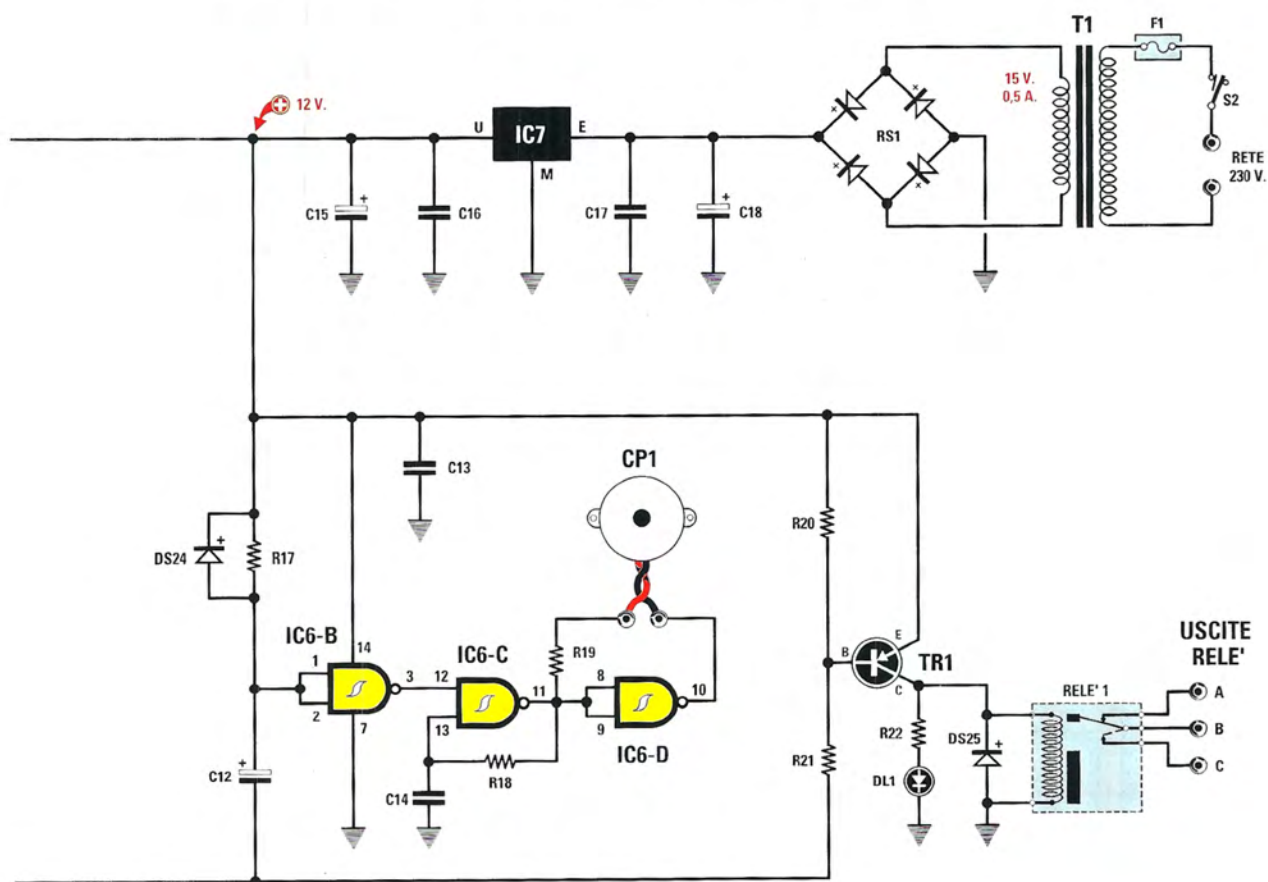 T1
F1
15 V.
0,5 A.
S2
RETE
230 V.
12 V.
U
IC7
E
M
RS1
C15
+
C16
C17
+
C18
C13
CP1
DS24
+
R17
R20
IC6-B
14
1
2
3
7
IC6-C
12
13
11
R19
8
9
10
IC6-D
R18
C14
+
C12
B
E
C
TR1
R21
R22
DS25
+
DL1
RELE' 1
USCITE
RELE'
A
B
C